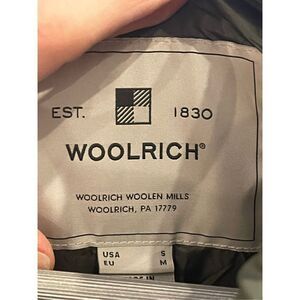 EST. 1830
WOOLRICH®
WOOLRICH WOOLEN MILLS
WOOLRICH, PA 17779
USA S
EU M